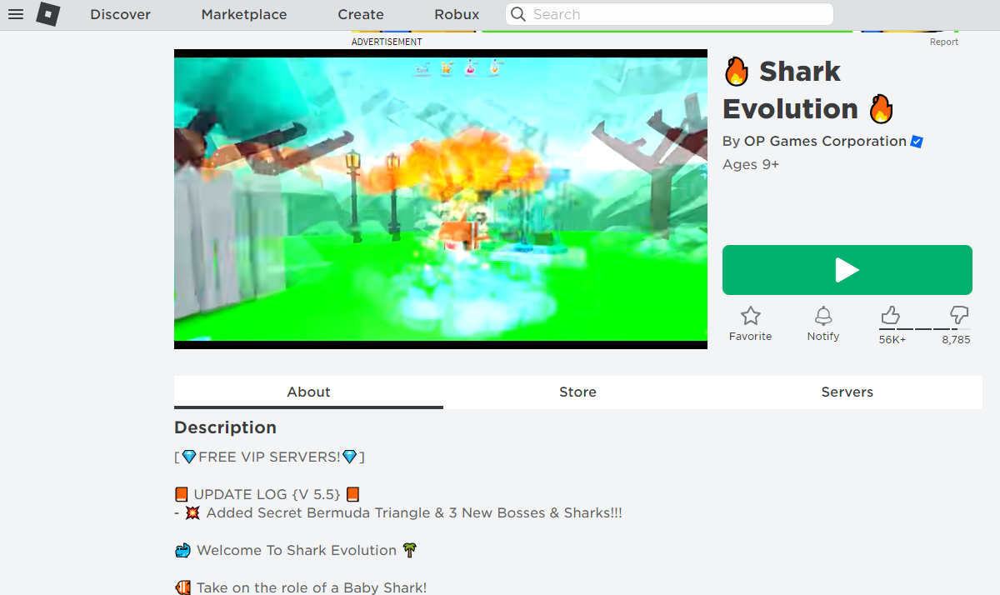 Discover Marketplace Create Robux Search
ADVERTISEMENT Report
🔥 Shark
Evolution 🔥
By OP Games Corporation
Ages 9+
Favorite Notify 56K+ 8,785
About Store Servers
Description
[💎FREE VIP SERVERS!💎]
📙 UPDATE LOG {V 5.5} 📙
- 💥 Added Secret Bermuda Triangle & 3 New Bosses & Sharks!!!
🐳 Welcome To Shark Evolution 🌴
🐠 Take on the role of a Baby Shark!